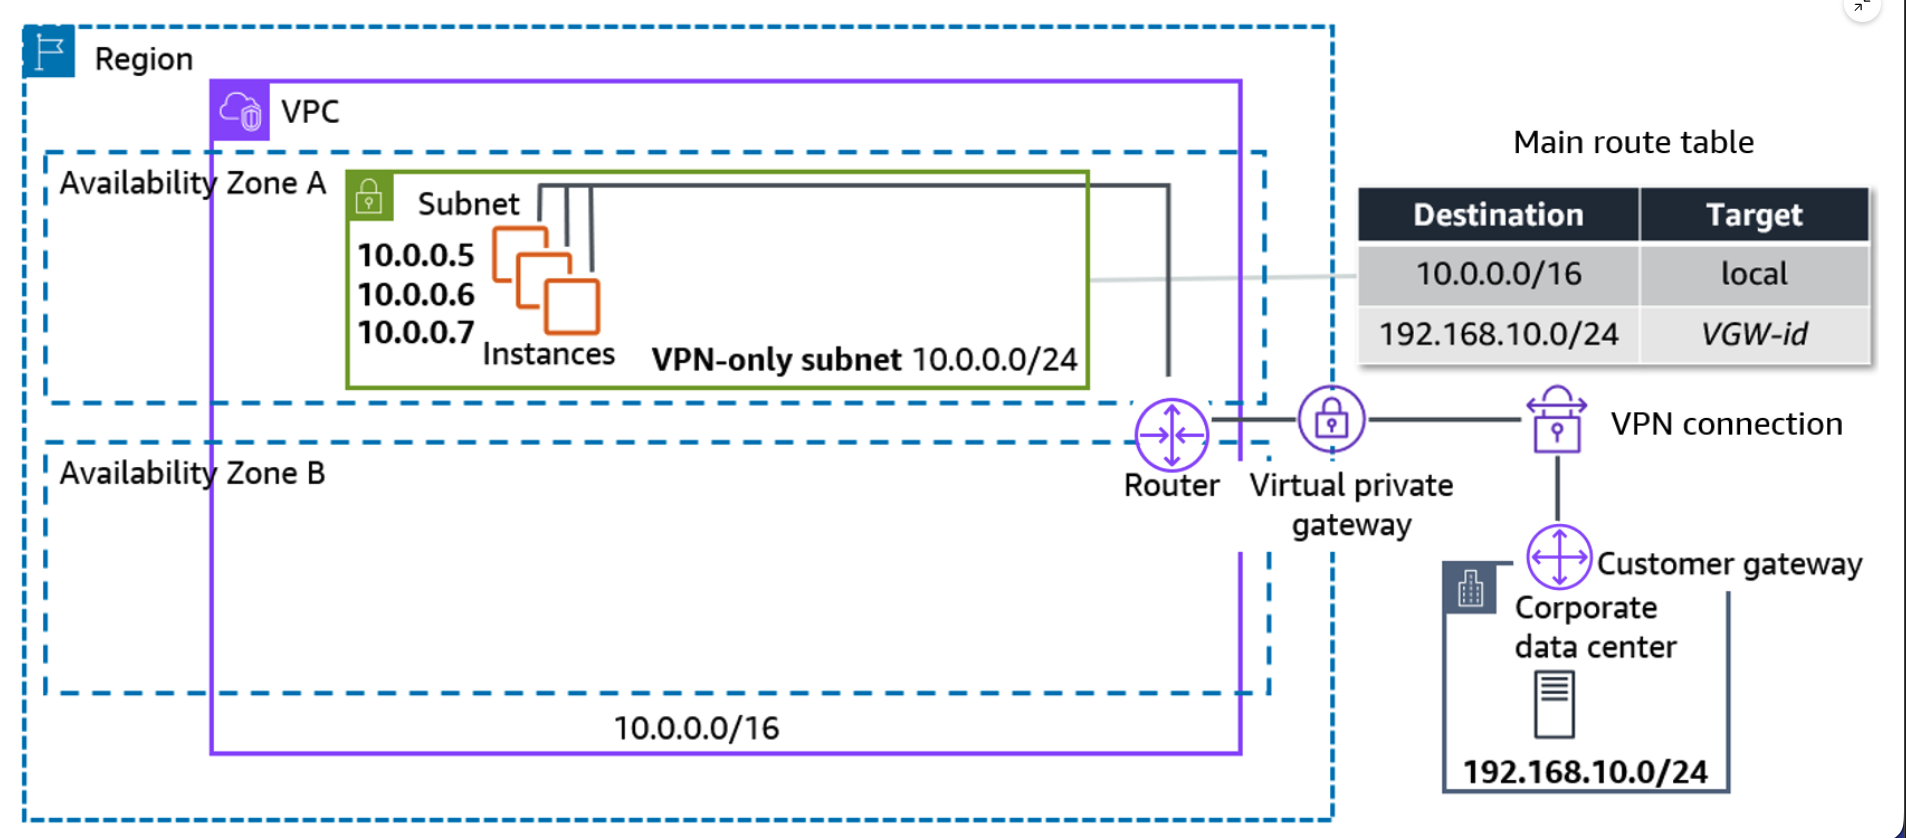 Region
VPC
Main route table
Availability Zone A
Subnet
10.0.0.5
10.0.0.6
10.0.0.7
Instances
VPN-only subnet 10.0.0.0/24
Destination Target
10.0.0.0/16 local
192.168.10.0/24 VGW-id
VPN connection
Availability Zone B
Router
Virtual private
gateway
Customer gateway
Corporate
data center
192.168.10.0/24
10.0.0.0/16